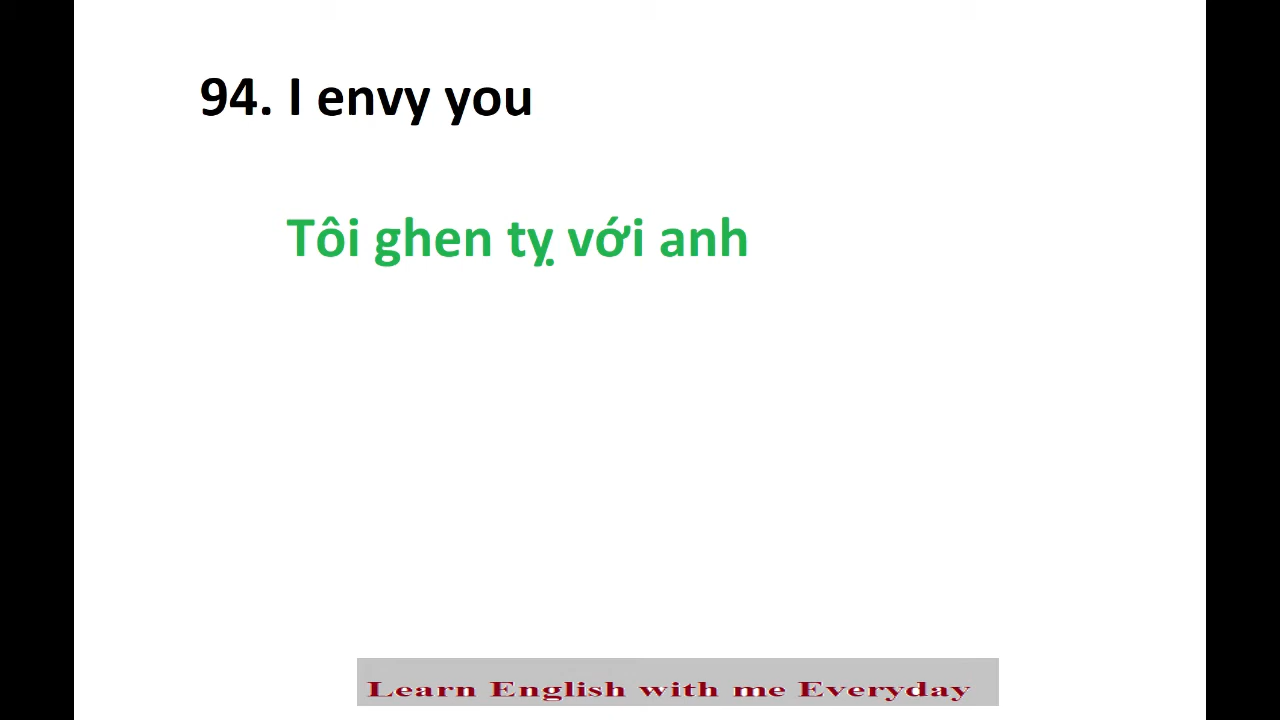 94. I envy you
Tôi ghen tỵ với anh
Learn English with me Everyday